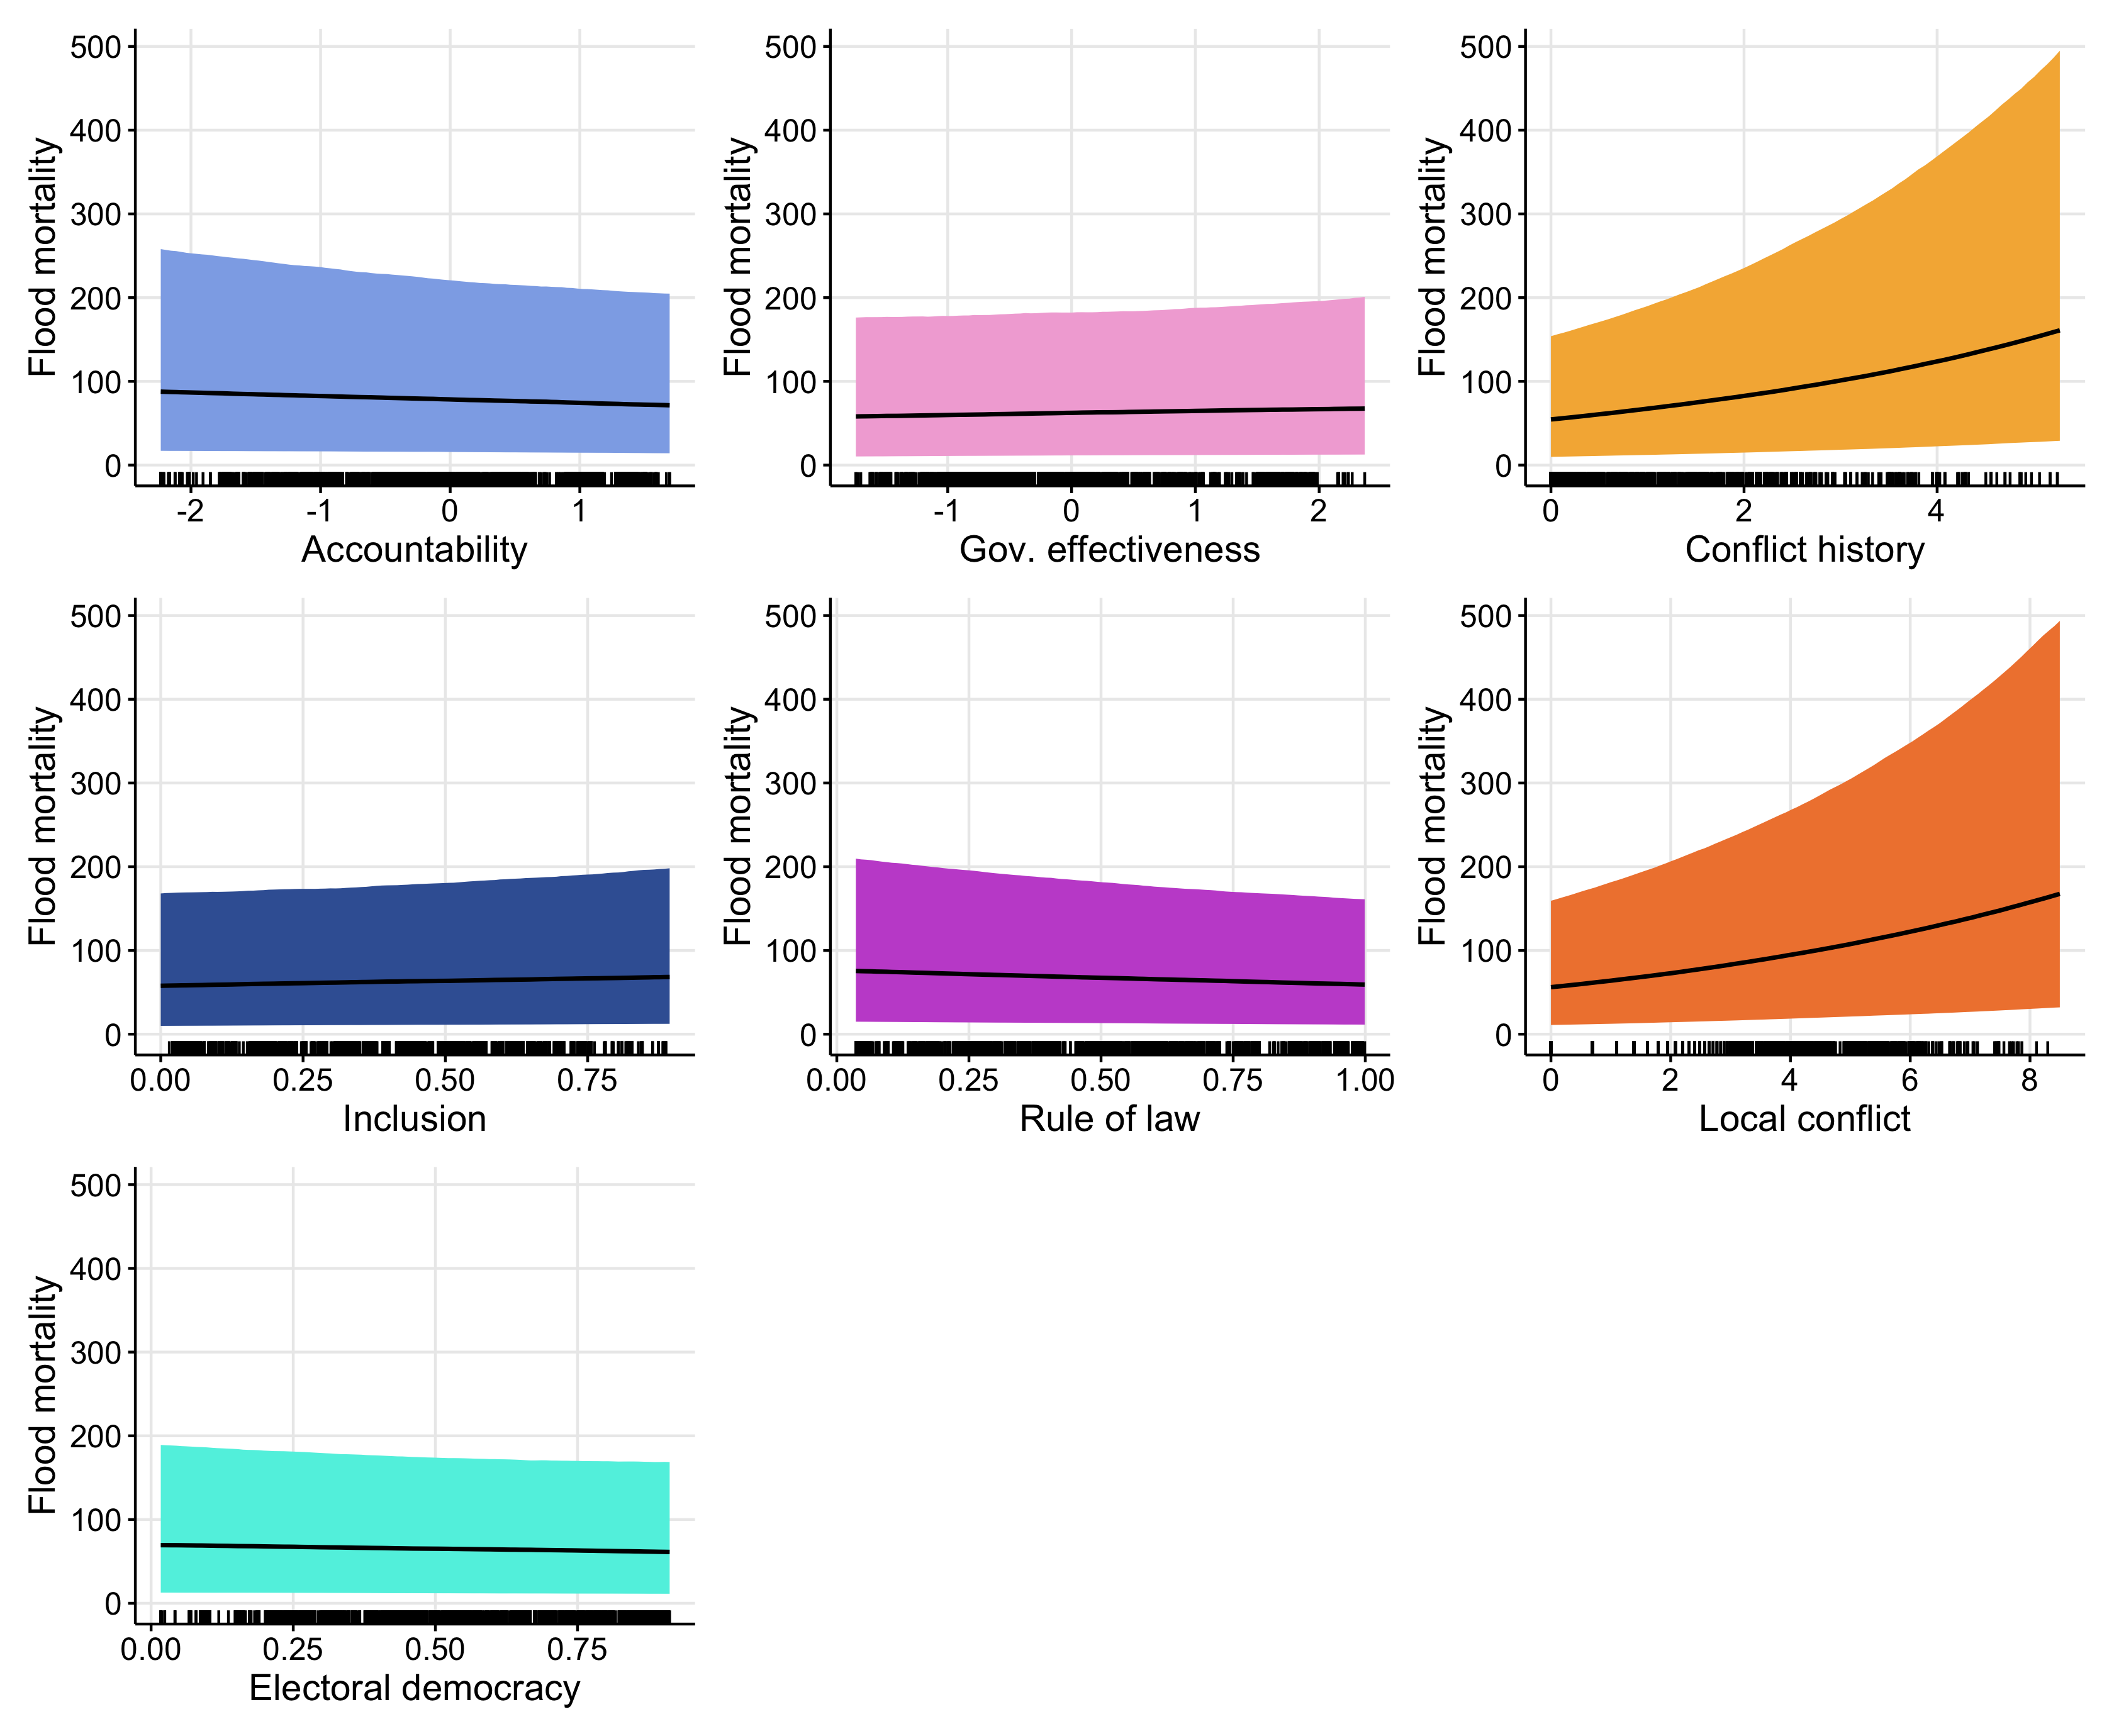 Flood mortality
500
400
300
200
100
0
-2 -1 0 1
Accountability
Flood mortality
500
400
300
200
100
0
-1 0 1 2
Gov. effectiveness
Flood mortality
500
400
300
200
100
0
0 2 4
Conflict history
Flood mortality
500
400
300
200
100
0
0.00 0.25 0.50 0.75
Inclusion
Flood mortality
500
400
300
200
100
0
0.00 0.25 0.50 0.75 1.00
Rule of law
Flood mortality
500
400
300
200
100
0
0 2 4 6 8
Local conflict
Flood mortality
500
400
300
200
100
0
0.00 0.25 0.50 0.75
Electoral democracy